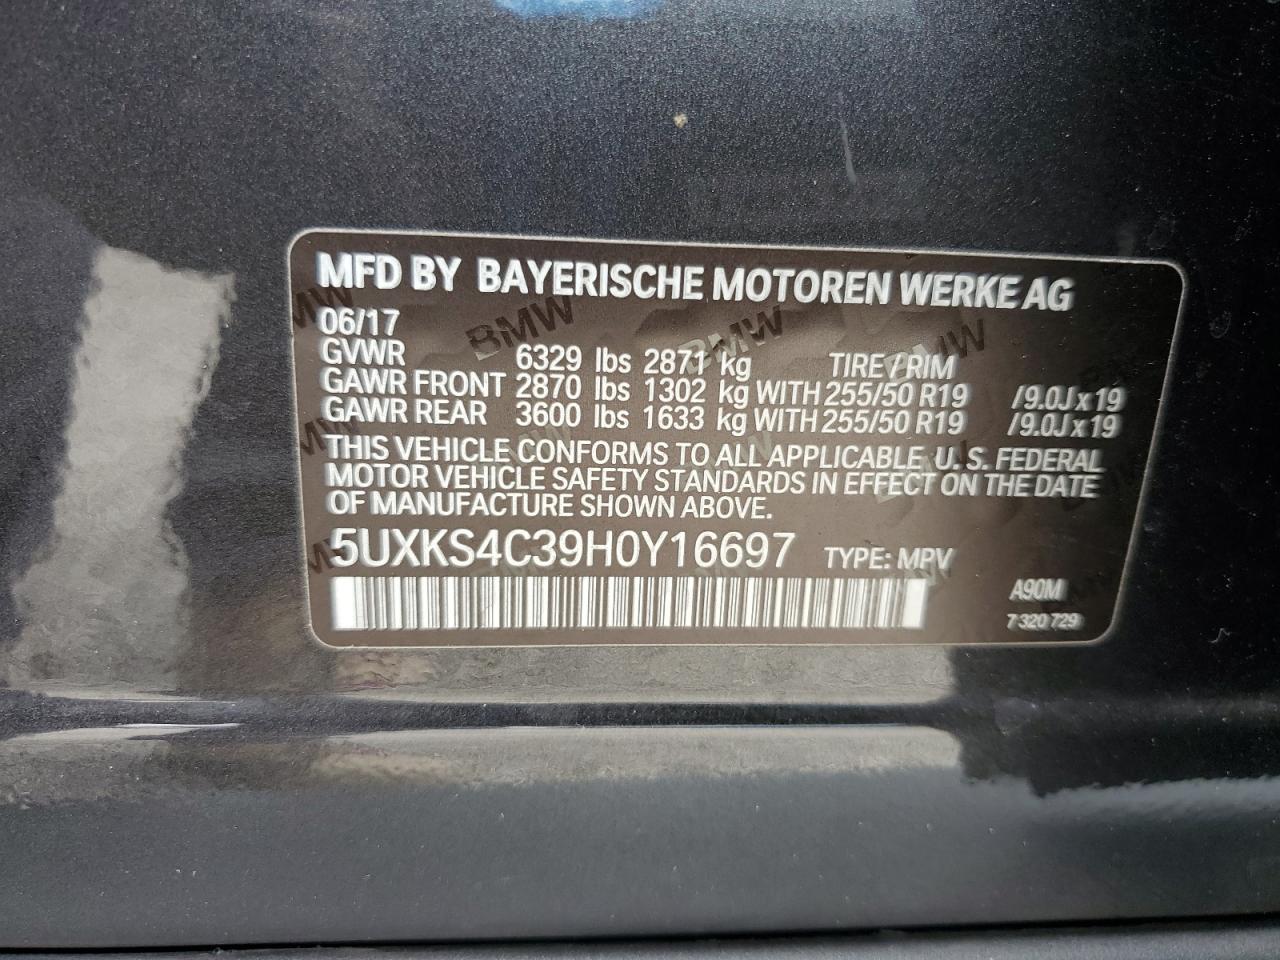 MFD BY BAYERISCHE MOTOREN WERKE AG
06/17
GVWR 6329 lbs 2871 kg TIRE / RIM
GAWR FRONT 2870 lbs 1302 kg WITH 255/50 R19 /9.0J x 19
GAWR REAR 3600 lbs 1633 kg WITH 255/50 R19 /9.0J x 19
THIS VEHICLE CONFORMS TO ALL APPLICABLE U.S. FEDERAL
MOTOR VEHICLE SAFETY STANDARDS IN EFFECT ON THE DATE
OF MANUFACTURE SHOWN ABOVE.
5UXKS4C39H0Y16697 TYPE: MPV
A90M
7 320 729